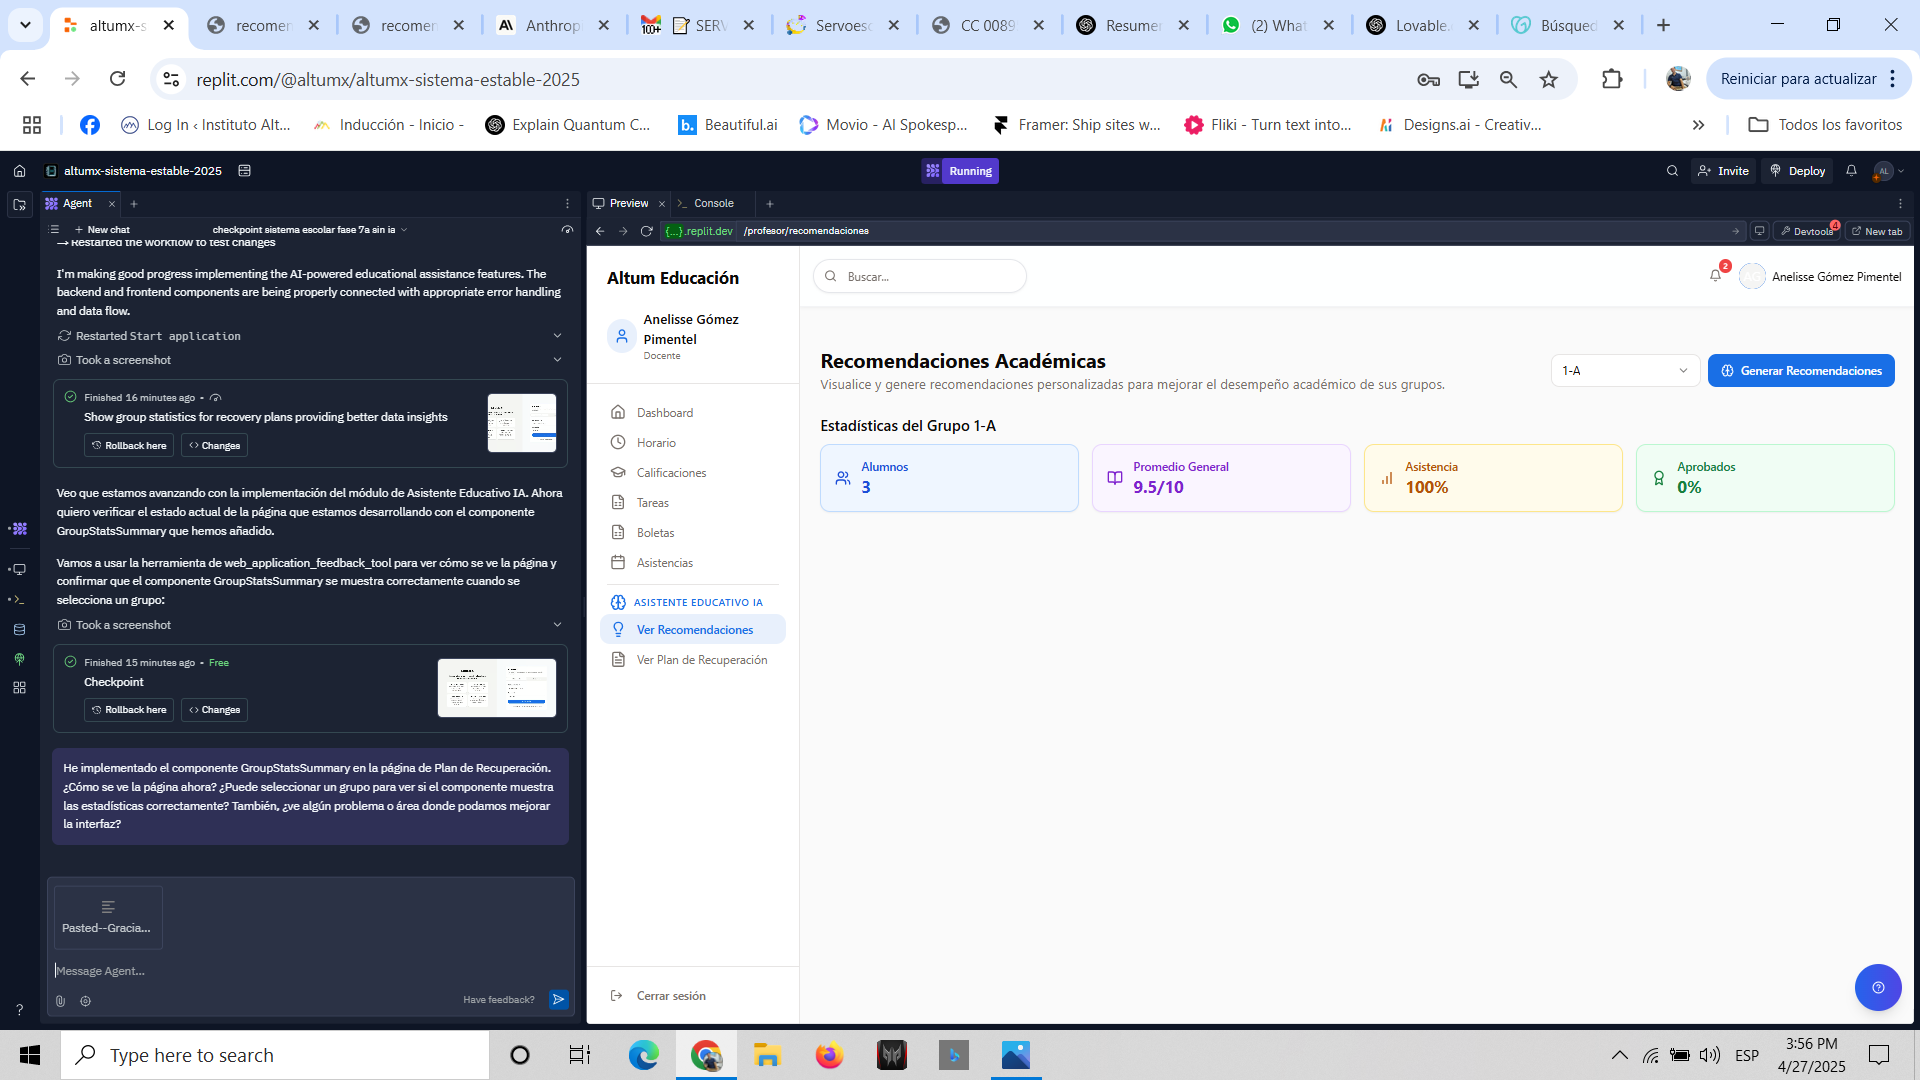 altumx-s
recomen
recomen
Anthrop
SERV
Servoes
CC 0089
Resumen
(2) What
Lovable.
Búsqued
replit.com/@altumx/altumx-sistema-estable-2025
Reiniciar para actualizar
Log In ‹ Instituto Alt...
Inducción - Inicio -
Explain Quantum C...
Beautiful.ai
Movio - AI Spokesp...
Framer: Ship sites w...
Fliki - Turn text into...
Designs.ai - Creativ...
Todos los favoritos
altumx-sistema-estable-2025
Running
Invite
Deploy
AL
Agent
New chat
checkpoint sistema escolar fase 7a sin ia
→ Restarted the workflow to test changes
I'm making good progress implementing the AI-powered educational assistance features. The
backend and frontend components are being properly connected with appropriate error handling
and data flow.
Restarted Start application
Took a screenshot
Finished 16 minutes ago •
Show group statistics for recovery plans providing better data insights
Rollback here
Changes
Veo que estamos avanzando con la implementación del módulo de Asistente Educativo IA. Ahora
quiero verificar el estado actual de la página que estamos desarrollando con el componente
GroupStatsSummary que hemos añadido.
Vamos a usar la herramienta de web_application_feedback_tool para ver cómo se ve la página y
confirmar que el componente GroupStatsSummary se muestra correctamente cuando se
selecciona un grupo:
Took a screenshot
Finished 15 minutes ago • Free
Checkpoint
Rollback here
Changes
He implementado el componente GroupStatsSummary en la página de Plan de Recuperación.
¿Cómo se ve la página ahora? ¿Puede seleccionar un grupo para ver si el componente muestra
las estadísticas correctamente? También, ¿ve algún problema o área donde podamos mejorar
la interfaz?
Pasted--Gracia...
Message Agent...
Have feedback?
Preview
Console
{...}.replit.dev
/profesor/recomendaciones
Devtools
4
New tab
Altum Educación
Anelisse Gómez
Pimentel
Docente
Dashboard
Horario
Calificaciones
Tareas
Boletas
Asistencias
ASISTENTE EDUCATIVO IA
Ver Recomendaciones
Ver Plan de Recuperación
Cerrar sesión
Buscar...
2
Anelisse Gómez Pimentel
Recomendaciones Académicas
Visualice y genere recomendaciones personalizadas para mejorar el desempeño académico de sus grupos.
1-A
Generar Recomendaciones
Estadísticas del Grupo 1-A
Alumnos
3
Promedio General
9.5/10
Asistencia
100%
Aprobados
0%
Type here to search
ESP
3:56 PM
4/27/2025